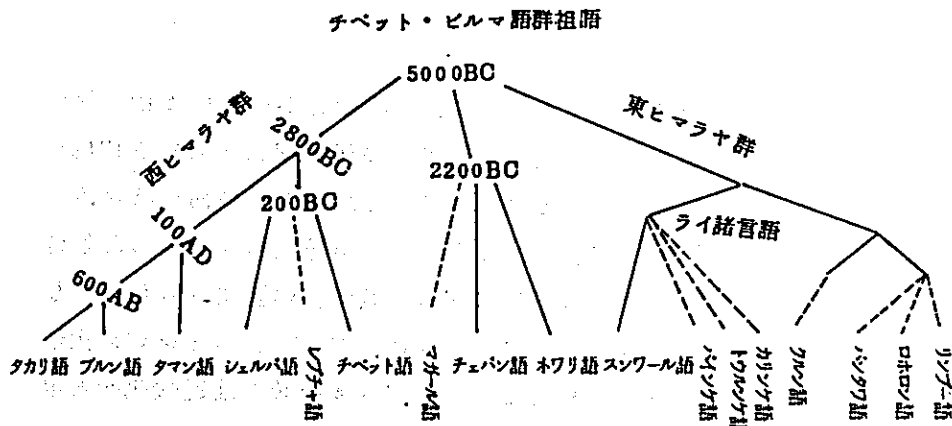 チベット・ビルマ語群祖語
5000BC
西ヒマラヤ群
東ヒマラヤ群
2800BC
2200BC
200BC
100AD
ライ諸言語
600AB
タカリ語
ブルン語
タマン語
シェルパ語
レプチャ語
チベット語
マガール語
チェパン語
ネワリ語
スンワール語
バインケ語
トゥルンケ語
カリンケ語
クルン語
バンタワ語
ロホロン語
リンブー語